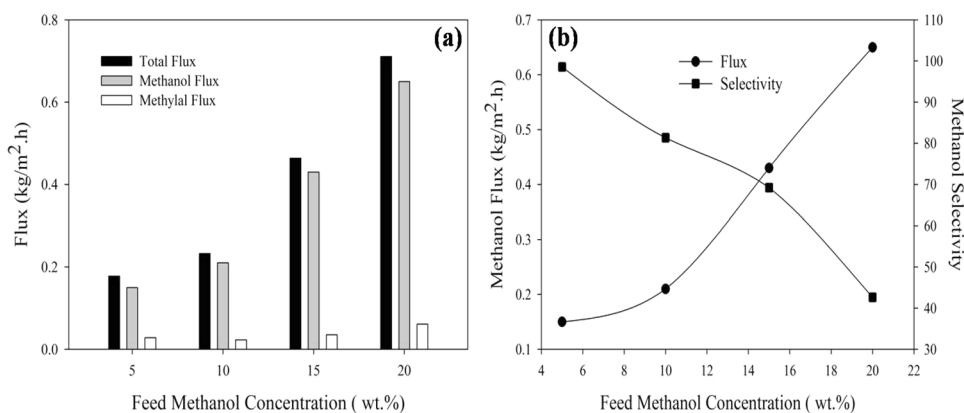 (a)
Total Flux
Methanol Flux
Methylal Flux
Flux (kg/m².h)
0.8
0.6
0.4
0.2
0.0
5 10 15 20
Feed Methanol Concentration ( wt.%)
(b)
Flux
Selectivity
Methanol Flux (kg/m².h)
0.7
0.6
0.5
0.4
0.3
0.2
0.1
4 6 8 10 12 14 16 18 20 22
Feed Methanol Concentration ( wt.%)
110
100
90
80
70
60
50
40
30
Methanol Selectivity